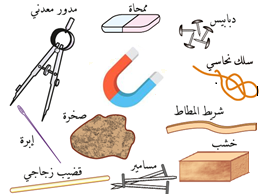 مدور معدني
ممحاة
دبابيس
سلك نحاسي
شريط المطاط
صخرة
إبرة
خشب
مسامير
قضيب زجاجي